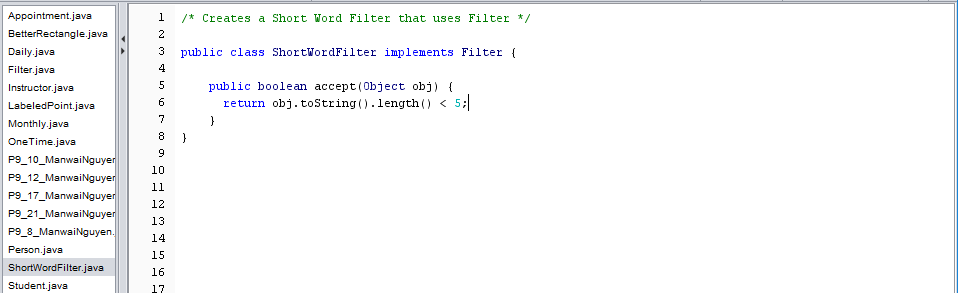 Appointment.java
BetterRectangle.java
Daily.java
Filter.java
Instructor.java
LabeledPoint.java
Monthly.java
OneTime.java
P9_10_ManwaiNguyer
P9_12_ManwaiNguyer
P9_17_ManwaiNguyer
P9_21_ManwaiNguyer
P9_8_ManwaiNguyen.
Person.java
ShortWordFilter.java
Student.java
1 /* Creates a Short Word Filter that uses Filter */
2
3 public class ShortWordFilter implements Filter {
4
5 public boolean accept(Object obj) {
6 return obj.toString().length() < 5;
7 }
8 }
9
10
11
12
13
14
15
16
17